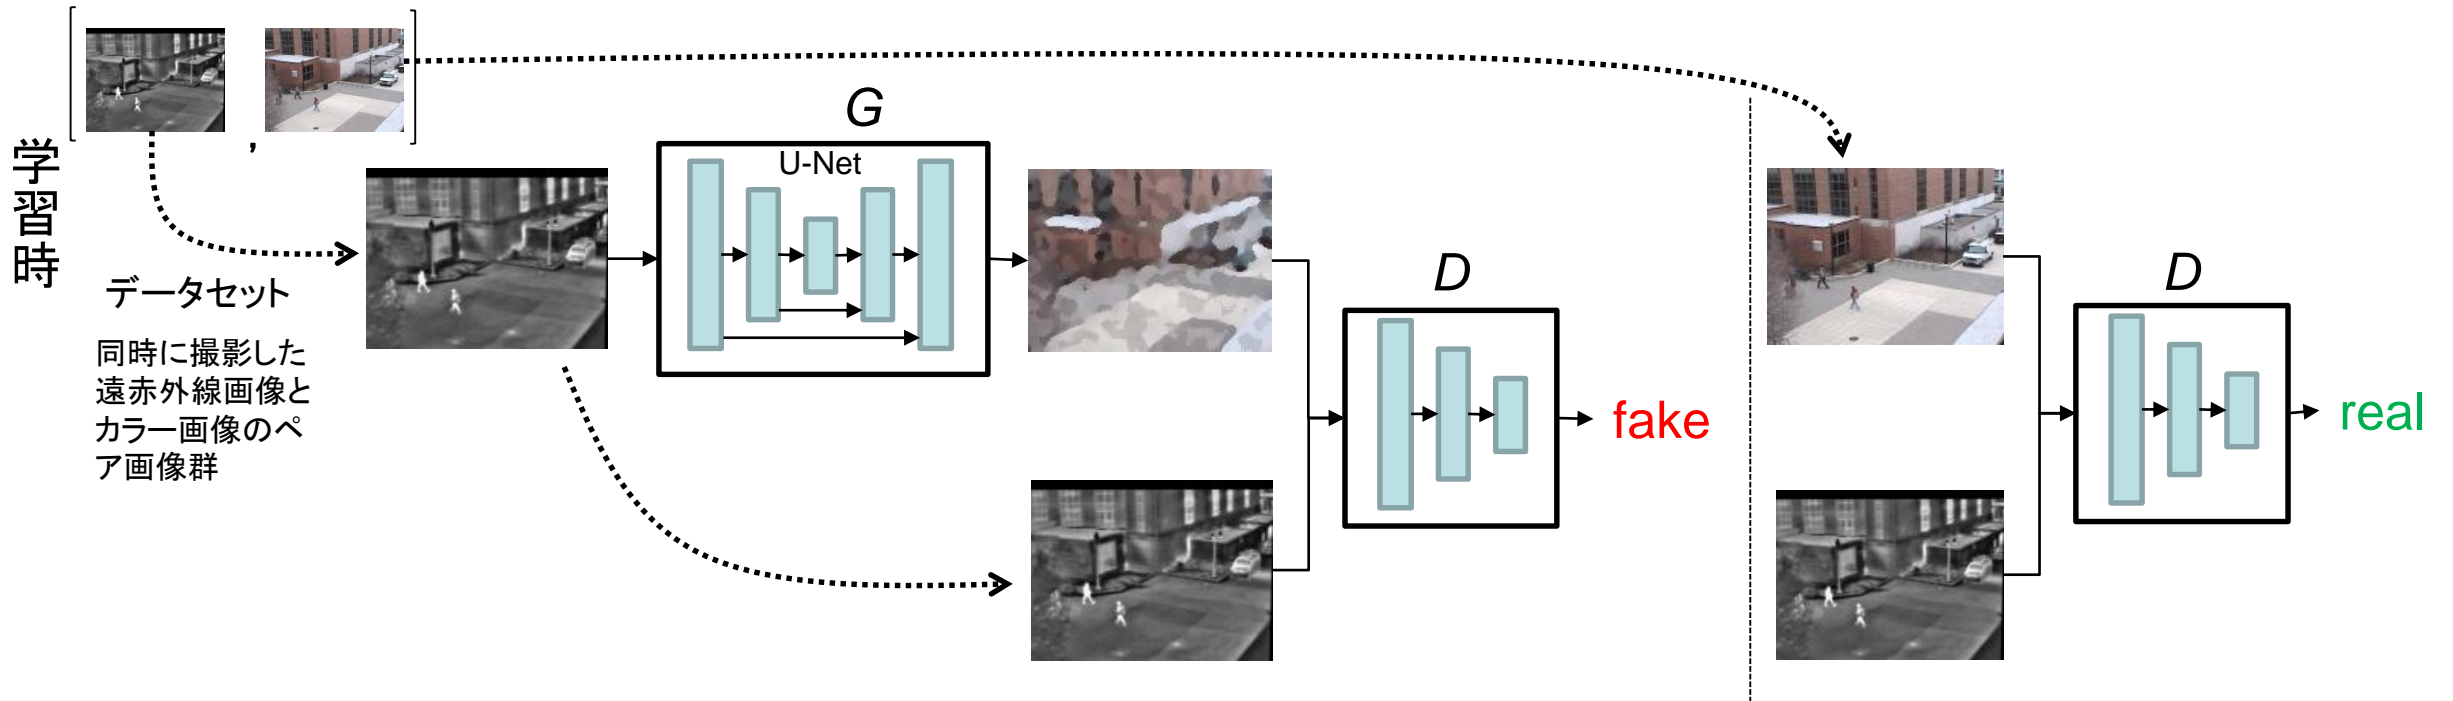 学習時
,
データセット
同時に撮影した
遠赤外線画像と
カラー画像のペ
ア画像群
G
U-Net
D
fake
D
real